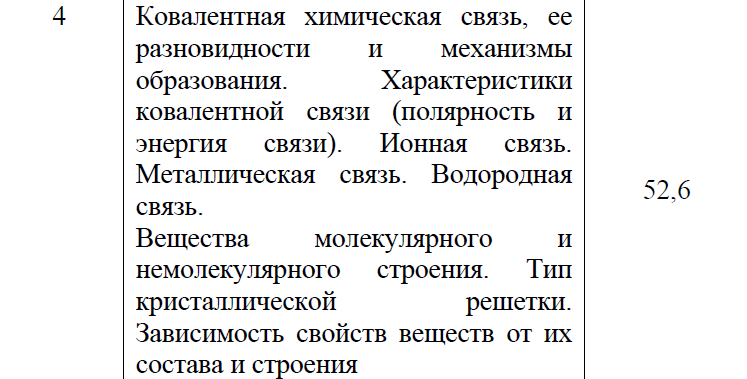 4
Ковалентная химическая связь, ее
разновидности и механизмы
образования. Характеристики
ковалентной связи (полярность и
энергия связи). Ионная связь.
Металлическая связь. Водородная
связь.
Вещества молекулярного и
немолекулярного строения. Тип
кристаллической решетки.
Зависимость свойств веществ от их
состава и строения
52,6